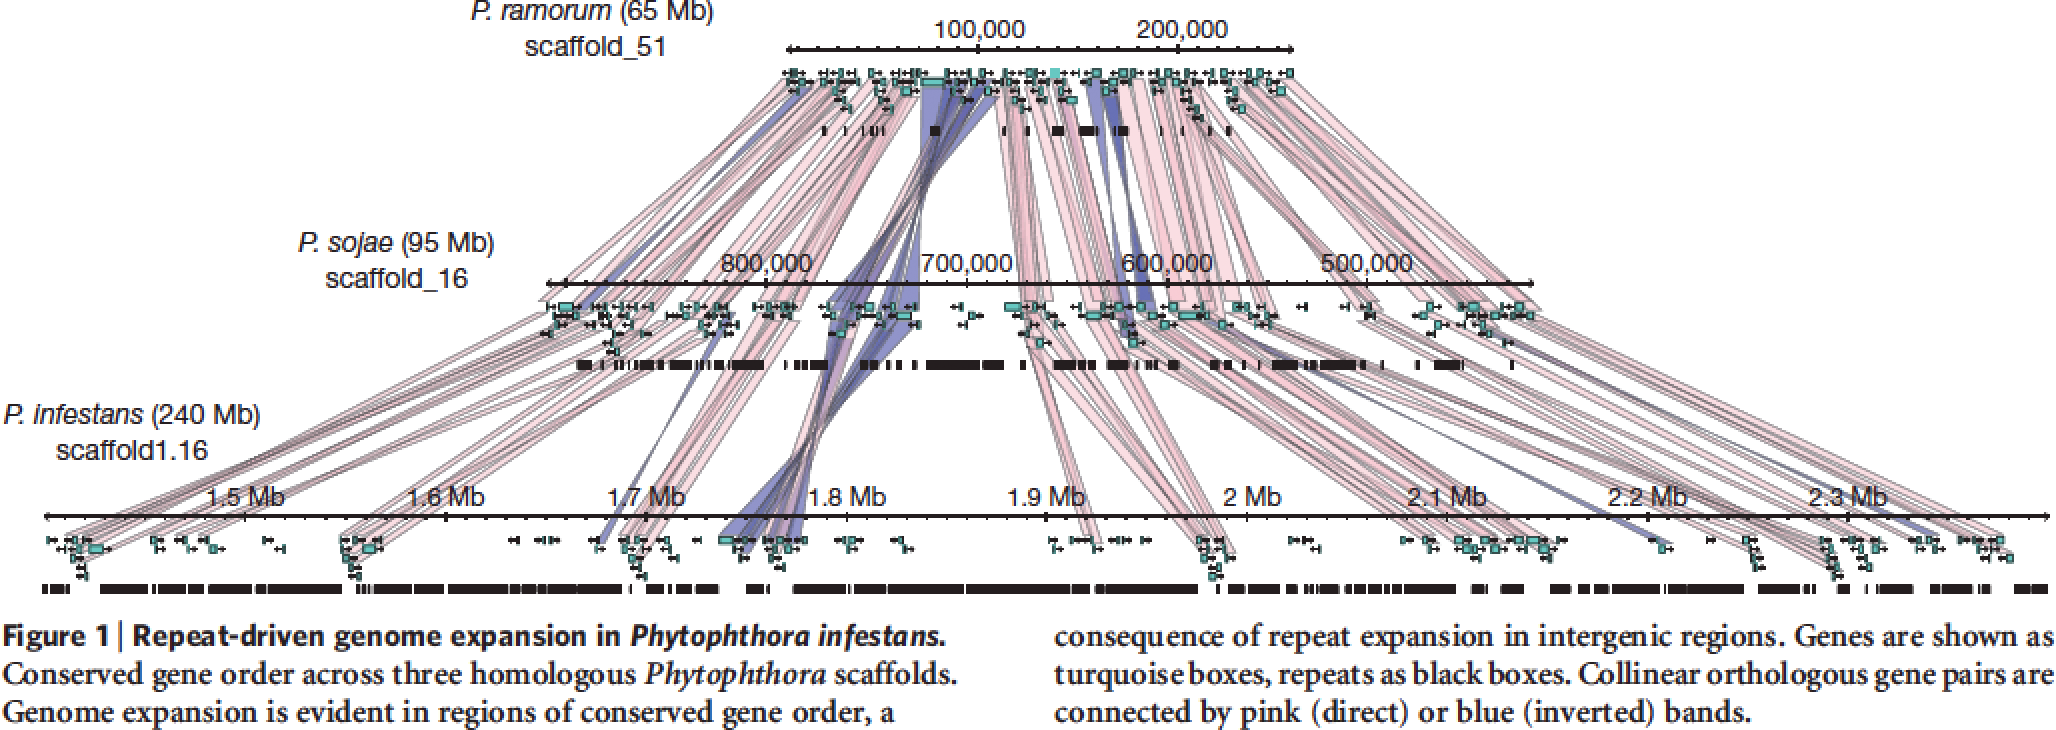 P. ramorum (65 Mb)
scaffold_51
100,000
200,000
P. sojae (95 Mb)
scaffold_16
800,000
700,000
600,000
500,000
P. infestans (240 Mb)
scaffold1.16
1.5 Mb
1.6 Mb
1.7 Mb
1.8 Mb
1.9 Mb
2 Mb
2.1 Mb
2.2 Mb
2.3 Mb
Figure 1 | Repeat-driven genome expansion in Phytophthora infestans.
Conserved gene order across three homologous Phytophthora scaffolds.
Genome expansion is evident in regions of conserved gene order, a
consequence of repeat expansion in intergenic regions. Genes are shown as
turquoise boxes, repeats as black boxes. Collinear orthologous gene pairs are
connected by pink (direct) or blue (inverted) bands.